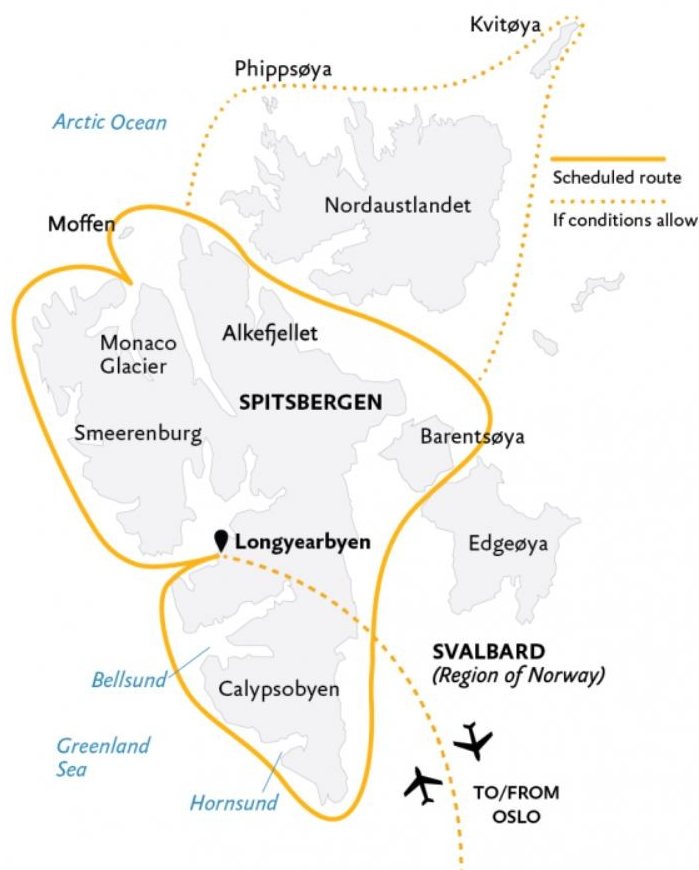 Kvitøya
Phippsøya
Arctic Ocean
Scheduled route
Nordaustlandet
If conditions allow
Moffen
Alkefjellet
Monaco
Glacier
SPITSBERGEN
Smeerenburg
Barentsøya
Longyearbyen
Edgeøya
SVALBARD
(Region of Norway)
Bellsund
Calypsobyen
Greenland
Sea
Hornsund
TO/FROM
OSLO